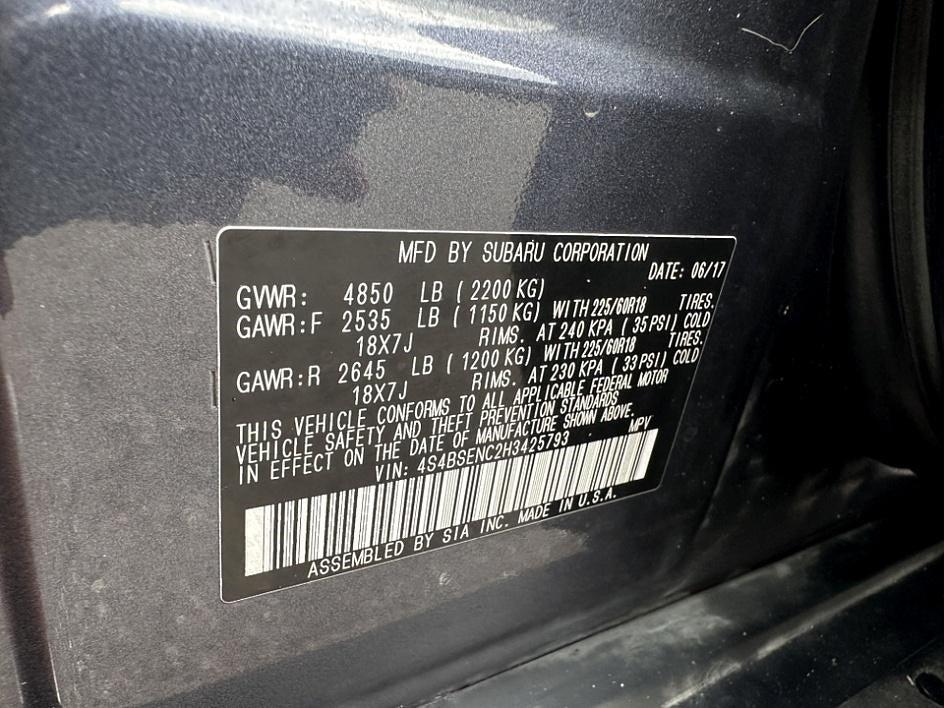 MFD BY SUBARU CORPORATION
DATE: 06/17
GVWR: 4850 LB (2200 KG)
GAWR:F 2535 LB (1150 KG) WITH 225/60R18 TIRES.
18X7J RIMS. AT 240 KPA (35 PSI) COLD
GAWR:R 2645 LB (1200 KG) WITH 225/60R18 TIRES.
18X7J RIMS. AT 230 KPA (33 PSI) COLD
THIS VEHICLE CONFORMS TO ALL APPLICABLE FEDERAL MOTOR
VEHICLE SAFETY AND THEFT PREVENTION STANDARDS
IN EFFECT ON THE DATE OF MANUFACTURE SHOWN ABOVE.
VIN: 4S4BSENC2H3425793 MPV
ASSEMBLED BY SIA INC. MADE IN U.S.A.